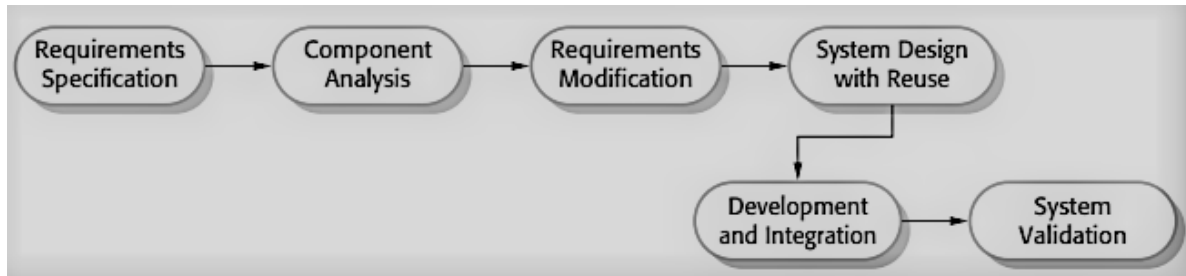 Requirements
Specification
Component
Analysis
Requirements
Modification
System Design
with Reuse
Development
and Integration
System
Validation